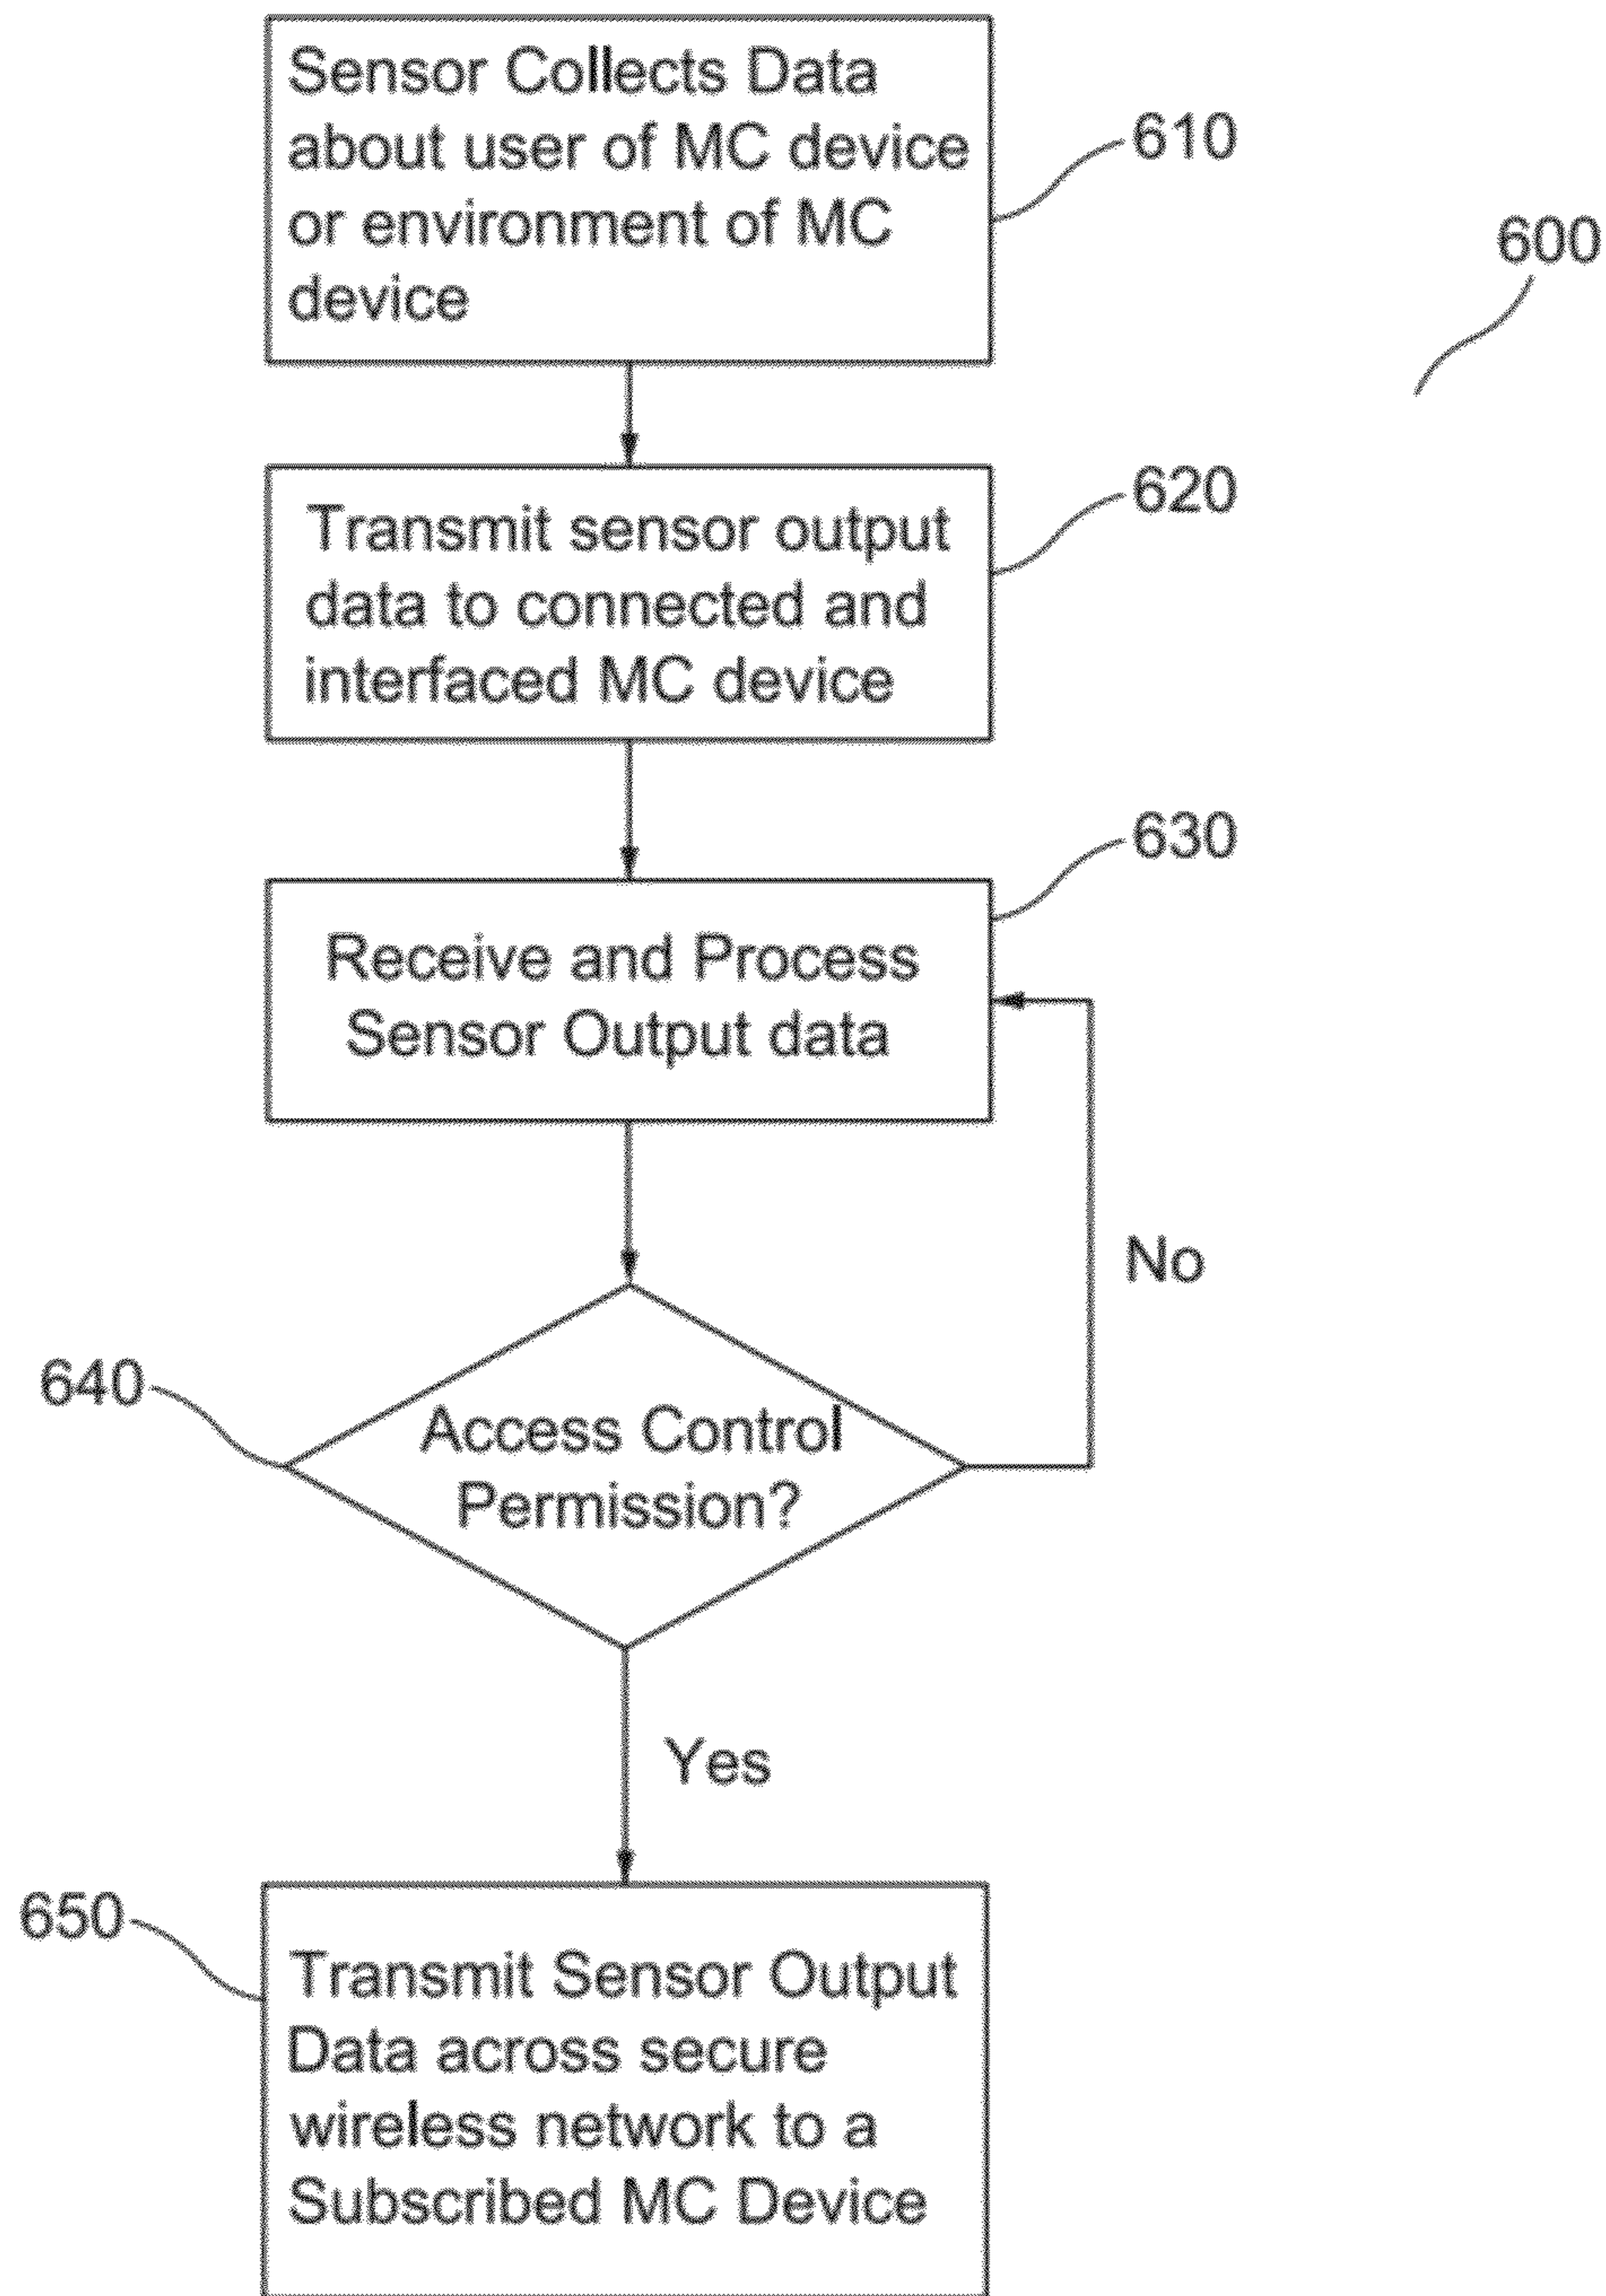 Sensor Collects Data
about user of MC device
or environment of MC
device
610
600
Transmit sensor output
data to connected and
interfaced MC device
620
Receive and Process
Sensor Output data
630
No
640
Access Control
Permission?
Yes
650
Transmit Sensor Output
Data across secure
wireless network to a
Subscribed MC Device